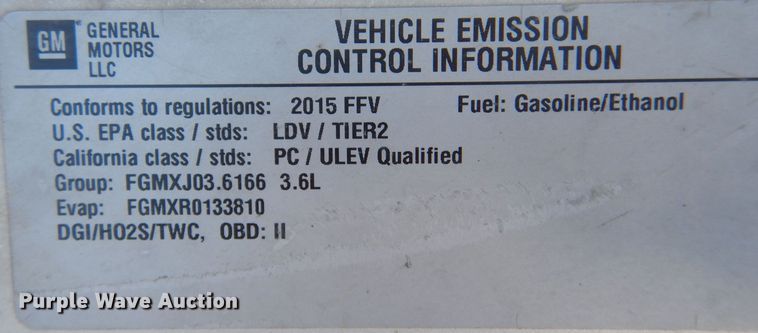 GM
GENERAL
MOTORS
LLC
VEHICLE EMISSION
CONTROL INFORMATION
Conforms to regulations: 2015 FFV Fuel: Gasoline/Ethanol
U.S. EPA class / stds: LDV / TIER2
California class / stds: PC / ULEV Qualified
Group: FGMXJ03.6166 3.6L
Evap: FGMXR0133810
DGI/HO2S/TWC, OBD: II
Purple Wave Auction